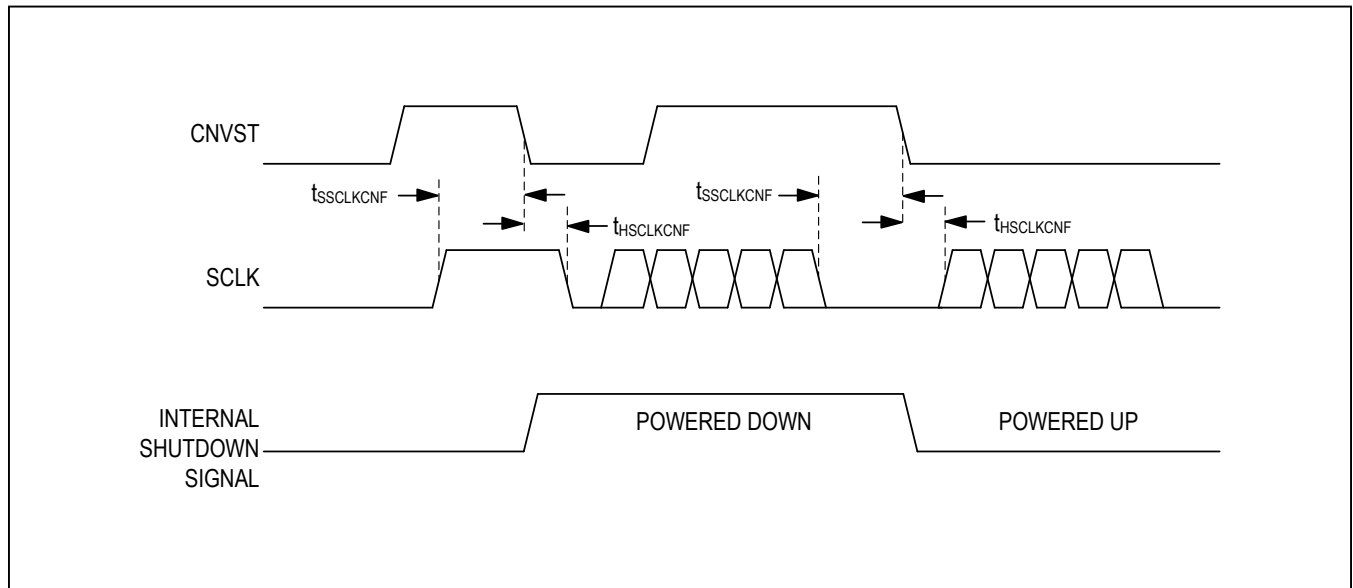 CNVST
tSSCLKCNF
tSSCLKCNF
tHSCLKCNF
tHSCLKCNF
SCLK
INTERNAL
SHUTDOWN
SIGNAL
POWERED DOWN
POWERED UP